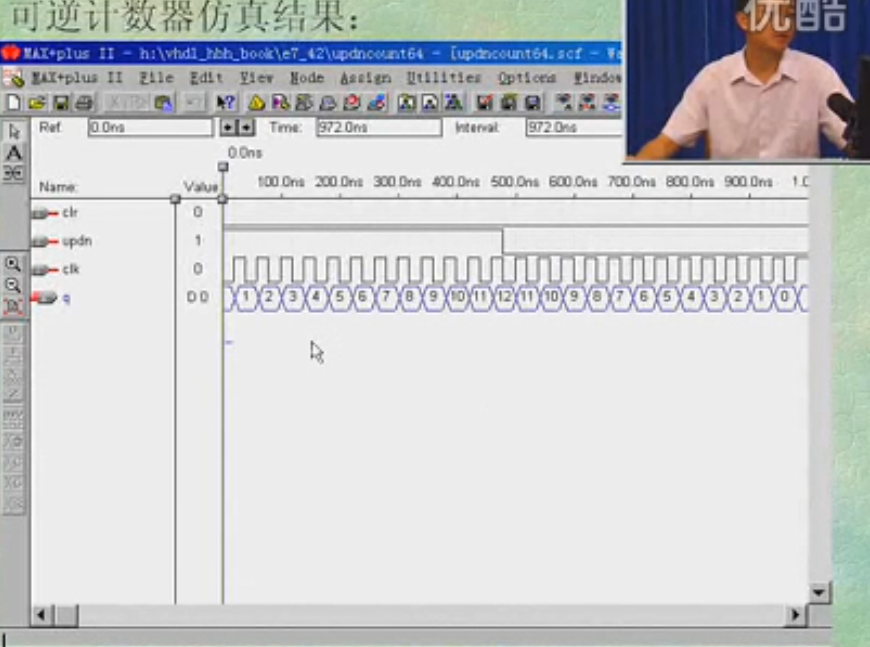 可逆计数器仿真结果：
优酷
MAX+plus II - h:\vhdl_hbh_book\e7_42\updncount64 - [updncount64.scf - Wa
MAX+plus II File Edit View Node Assign Utilities Options Window
Ref: 0.0ns Time: 972.0ns Interval: 972.0ns
0.0ns
Name: Value: 100.0ns 200.0ns 300.0ns 400.0ns 500.0ns 600.0ns 700.0ns 800.0ns 900.0ns 1.0
clr 0
updn 1
clk 0
q D 0 1 2 3 4 5 6 7 8 9 10 11 12 11 10 9 8 7 6 5 4 3 2 1 0